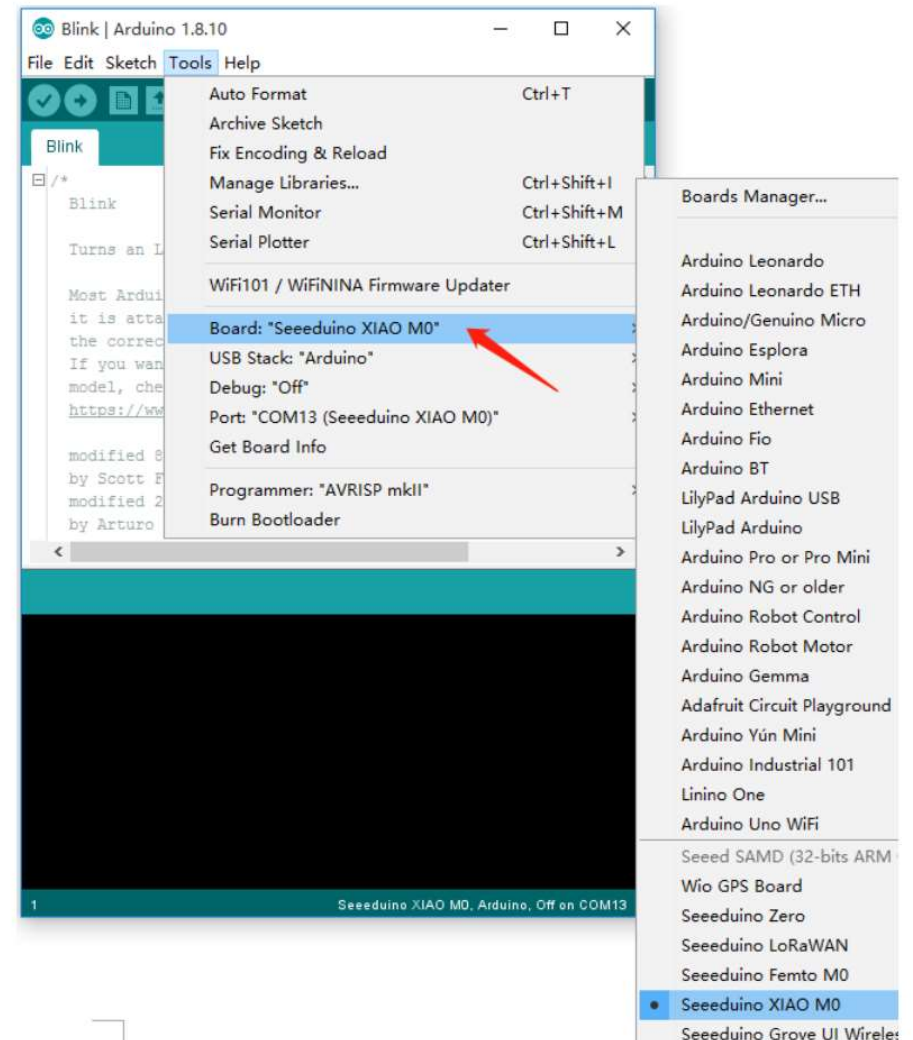 Blink | Arduino 1.8.10
File Edit Sketch Tools Help
Auto Format Ctrl+T
Archive Sketch
Fix Encoding & Reload
Manage Libraries... Ctrl+Shift+I
Serial Monitor Ctrl+Shift+M
Serial Plotter Ctrl+Shift+L
WiFi101 / WiFiNINA Firmware Updater
Board: "Seeeduino XIAO M0"
USB Stack: "Arduino"
Debug: "Off"
Port: "COM13 (Seeeduino XIAO M0)"
Get Board Info
Programmer: "AVRISP mkII"
Burn Bootloader
Blink
/*
Blink
Turns an L
Most Ardui
it is atta
the correc
If you wan
model, che
https://ww
modified 8
by Scott F
modified 2
by Arturo
1
Seeeduino XIAO M0, Arduino, Off on COM13
Boards Manager...
Arduino Leonardo
Arduino Leonardo ETH
Arduino/Genuino Micro
Arduino Esplora
Arduino Mini
Arduino Ethernet
Arduino Fio
Arduino BT
LilyPad Arduino USB
LilyPad Arduino
Arduino Pro or Pro Mini
Arduino NG or older
Arduino Robot Control
Arduino Robot Motor
Arduino Gemma
Adafruit Circuit Playground
Arduino Yún Mini
Arduino Industrial 101
Linino One
Arduino Uno WiFi
Seeed SAMD (32-bits ARM
Wio GPS Board
Seeeduino Zero
Seeeduino LoRaWAN
Seeeduino Femto M0
Seeeduino XIAO M0
Seeeduino Grove UI Wireles